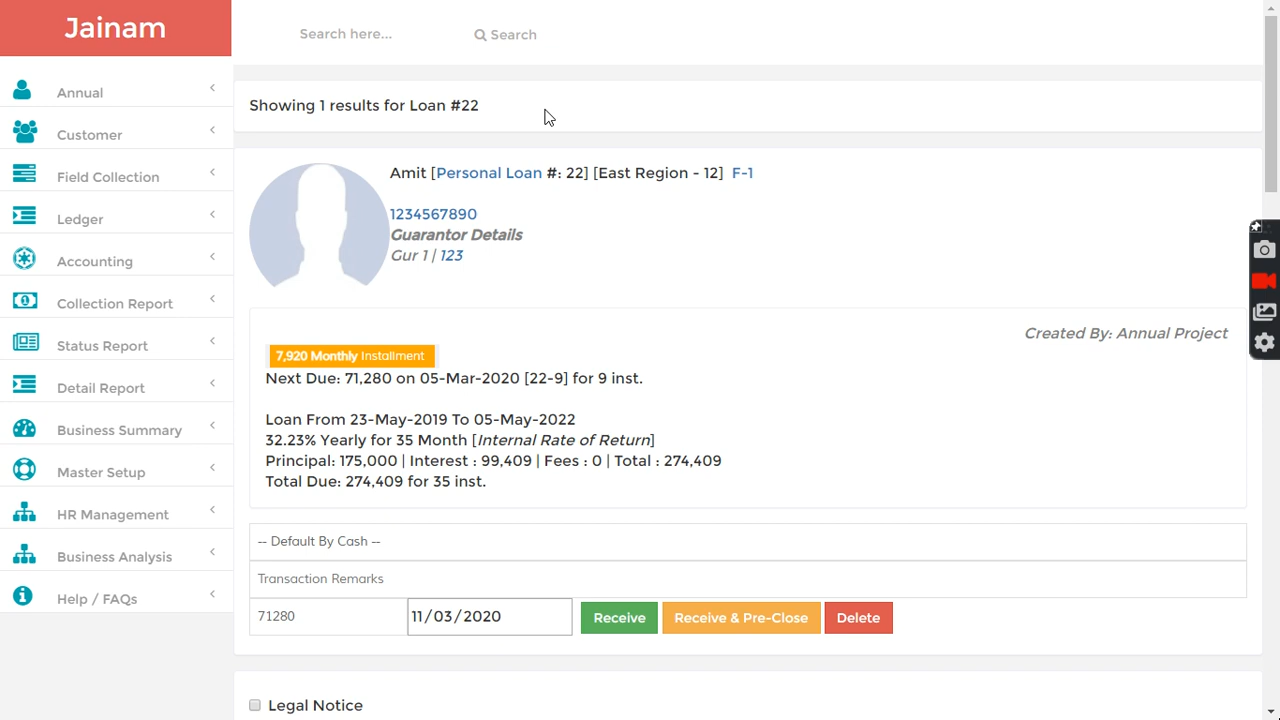 Jainam
Search here...
Search
Annual
Customer
Field Collection
Ledger
Accounting
Collection Report
Status Report
Detail Report
Business Summary
Master Setup
HR Management
Business Analysis
Help / FAQs
Showing 1 results for Loan #22
Amit [Personal Loan #: 22] [East Region - 12] F-1
1234567890
Guarantor Details
Gur 1 | 123
Created By: Annual Project
7,920 Monthly Installment
Next Due: 71,280 on 05-Mar-2020 [22-9] for 9 inst.
Loan From 23-May-2019 To 05-May-2022
32.23% Yearly for 35 Month [Internal Rate of Return]
Principal: 175,000 | Interest : 99,409 | Fees : 0 | Total : 274,409
Total Due: 274,409 for 35 inst.
-- Default By Cash --
Transaction Remarks
71280 11/03/2020 Receive Receive & Pre-Close Delete
Legal Notice